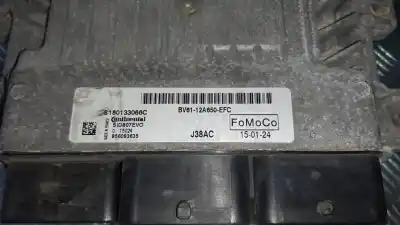 S180133066C
Continental
SID807EVO
BV61-12A650-EFC
J38AC
FoMoCo
15-01-24